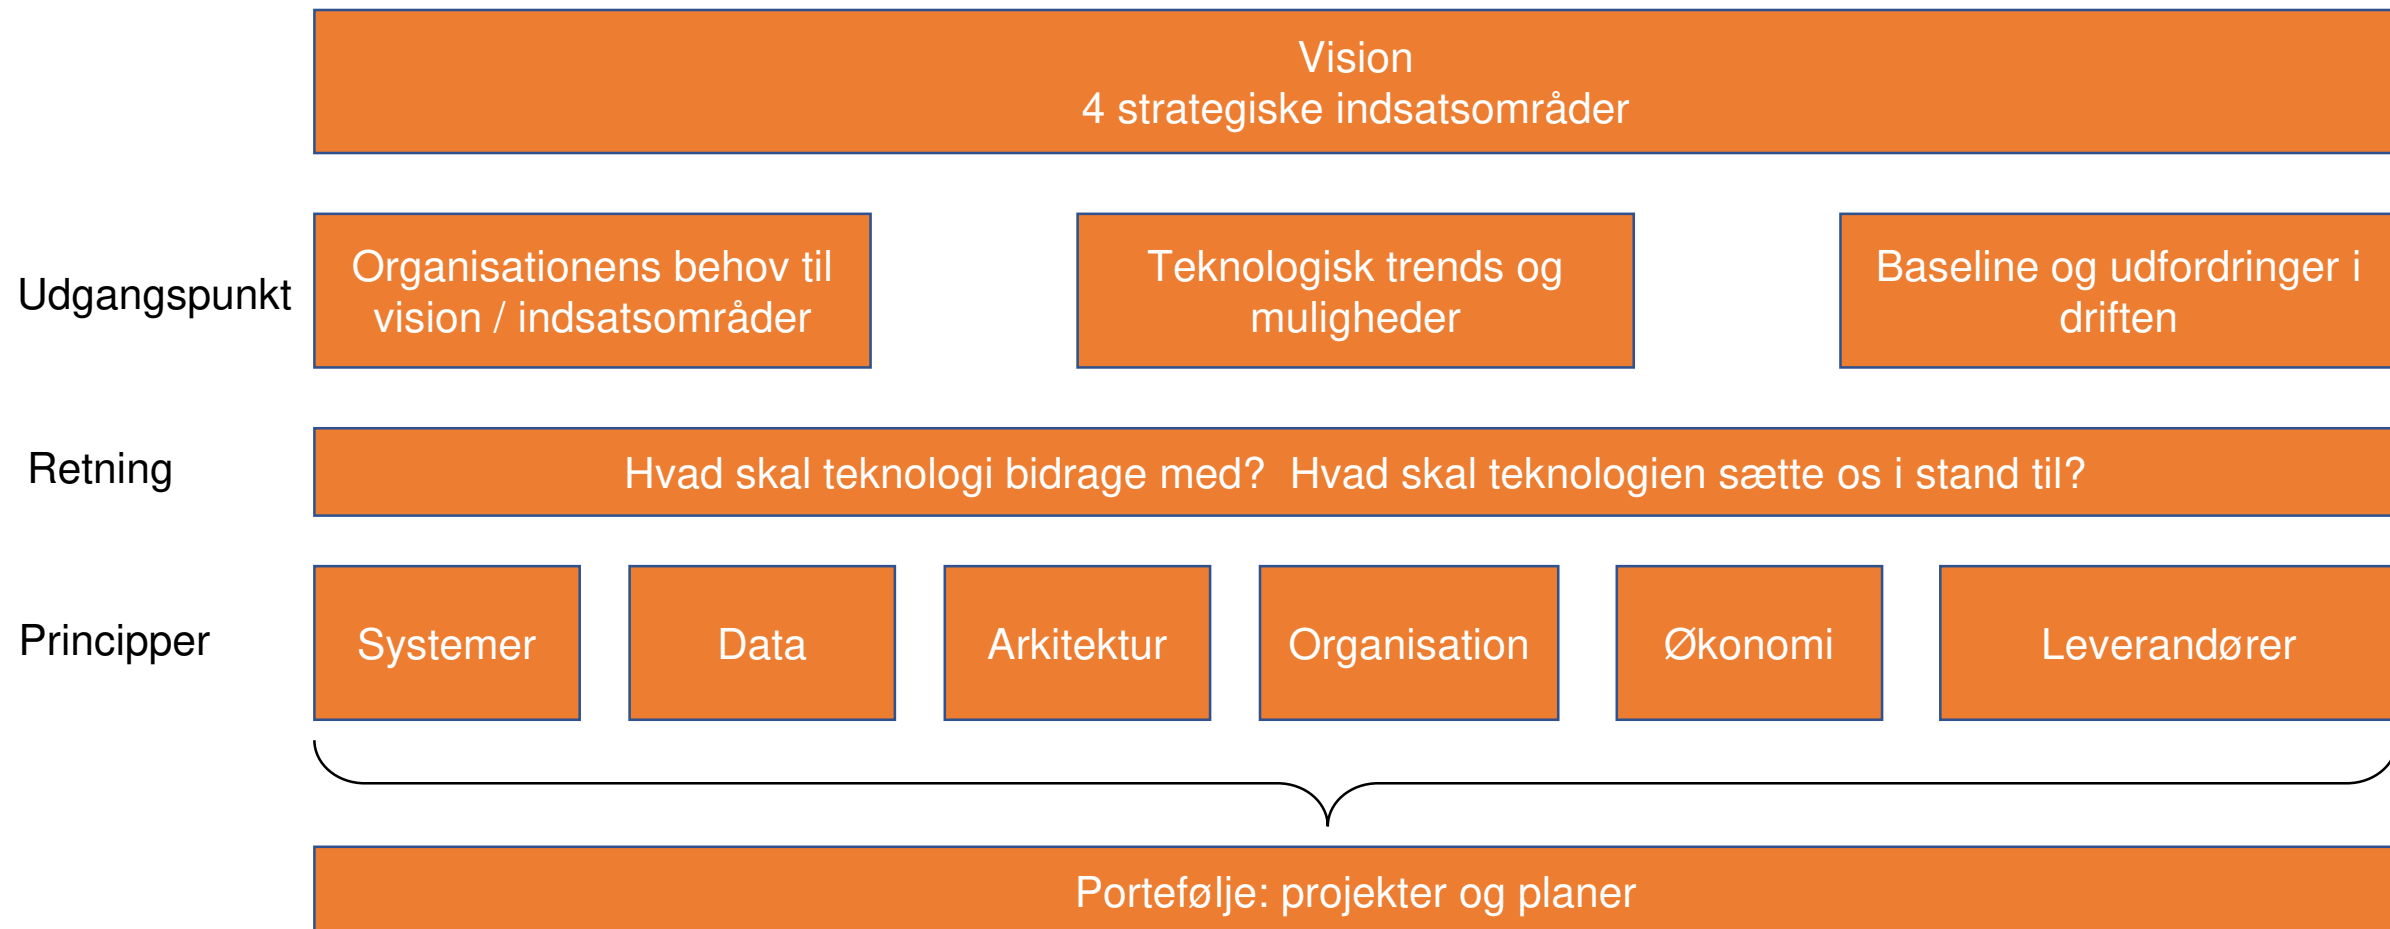 Vision
4 strategiske indsatsområder
Udgangspunkt
Organisationens behov til
vision / indsatsområder
Teknologisk trends og
muligheder
Baseline og udfordringer i
driften
Retning
Hvad skal teknologi bidrage med?  Hvad skal teknologien sætte os i stand til?
Principper
Systemer
Data
Arkitektur
Organisation
Økonomi
Leverandører
Portefølje: projekter og planer